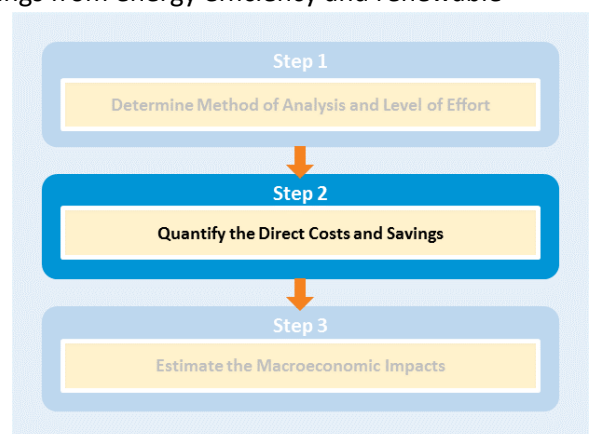 ings from energy efficiency and renewable
Step 1
Determine Method of Analysis and Level of Effort
Step 2
Quantify the Direct Costs and Savings
Step 3
Estimate the Macroeconomic Impacts